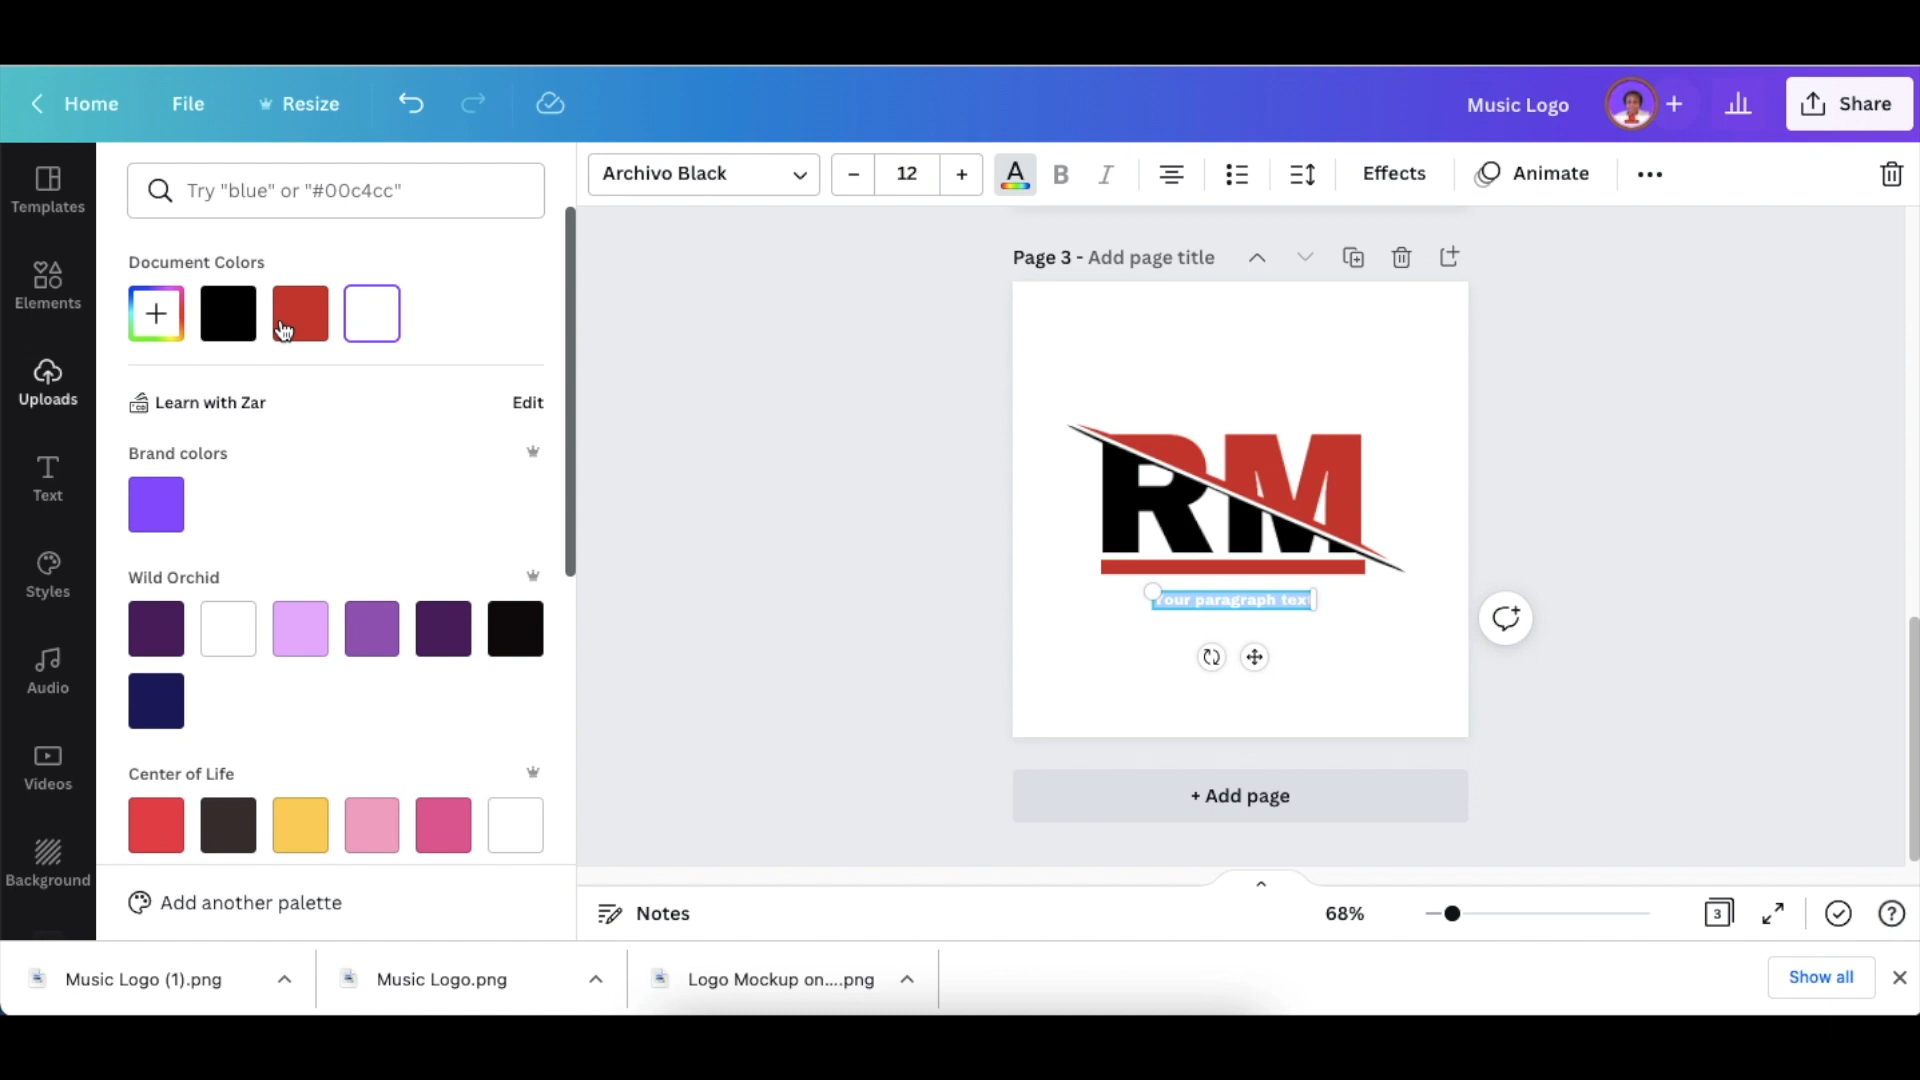 Home
File
Resize
Music Logo
Share
Templates
Elements
Uploads
Text
Styles
Audio
Videos
Background
Try "blue" or "#00c4cc"
Document Colors
Learn with Zar
Edit
Brand colors
Wild Orchid
Center of Life
Add another palette
Archivo Black
12
A
B
I
Effects
Animate
Page 3 - Add page title
RM
Your paragraph text
+ Add page
Notes
68%
3
Music Logo (1).png
Music Logo.png
Logo Mockup on....png
Show all